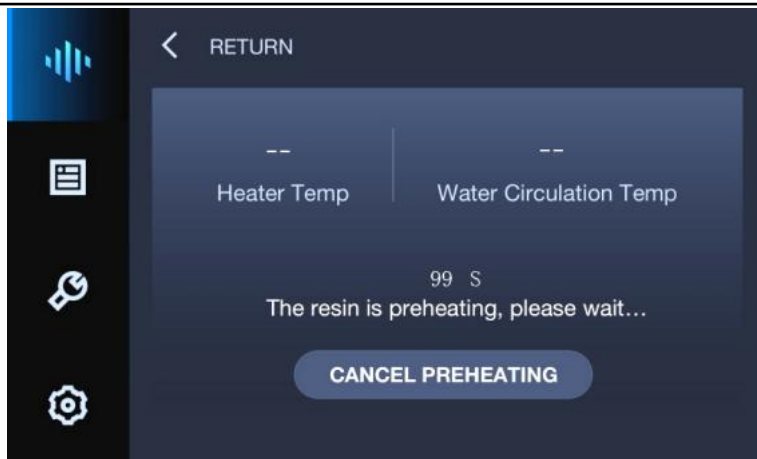 RETURN
-- --
Heater Temp Water Circulation Temp
99 S
The resin is preheating, please wait...
CANCEL PREHEATING